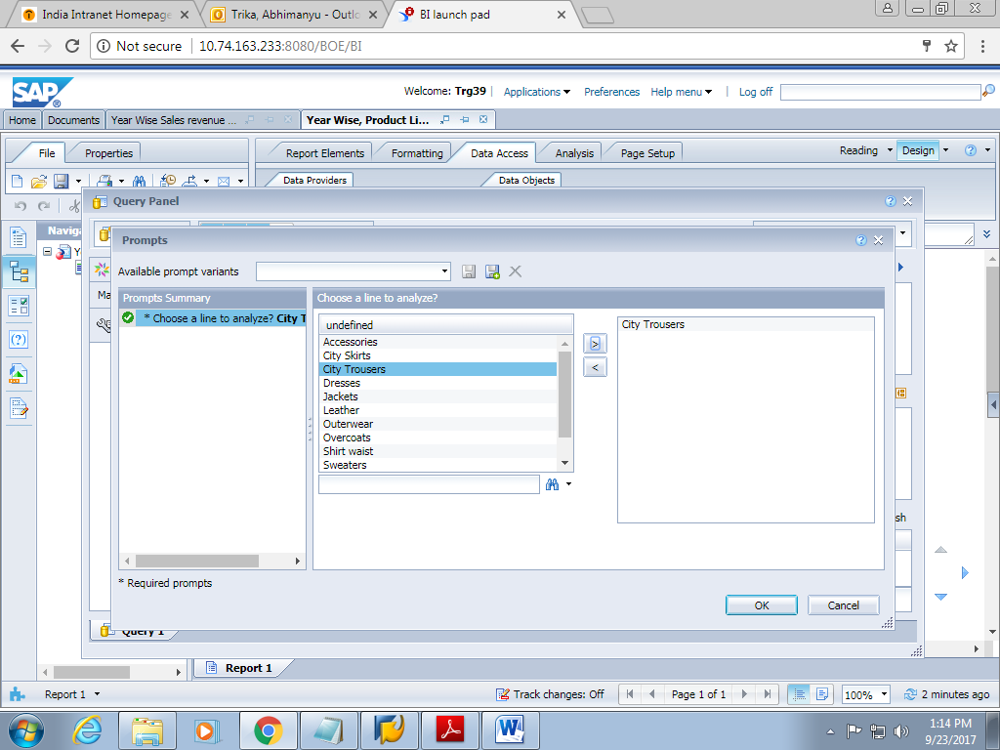 India Intranet Homepage
Trika, Abhimanyu - Outlo
BI launch pad
Not secure
10.74.163.233:8080/BOE/BI
SAP
Welcome: Trg39
Applications
Preferences
Help menu
Log off
Home
Documents
Year Wise Sales revenue ...
Year Wise, Product Li...
File
Properties
Report Elements
Formatting
Data Access
Analysis
Page Setup
Reading
Design
Data Providers
Data Objects
Query Panel
Naviga
Prompts
Available prompt variants
Ma
Prompts Summary
Choose a line to analyze?
* Choose a line to analyze? City T
undefined
Accessories
City Skirts
City Trousers
Dresses
Jackets
Leather
Outerwear
Overcoats
Shirt waist
Sweaters
>
<
City Trousers
sh
* Required prompts
OK
Cancel
Query 1
Report 1
Report 1
Track changes: Off
Page 1 of 1
100%
2 minutes ago
1:14 PM
9/23/2017